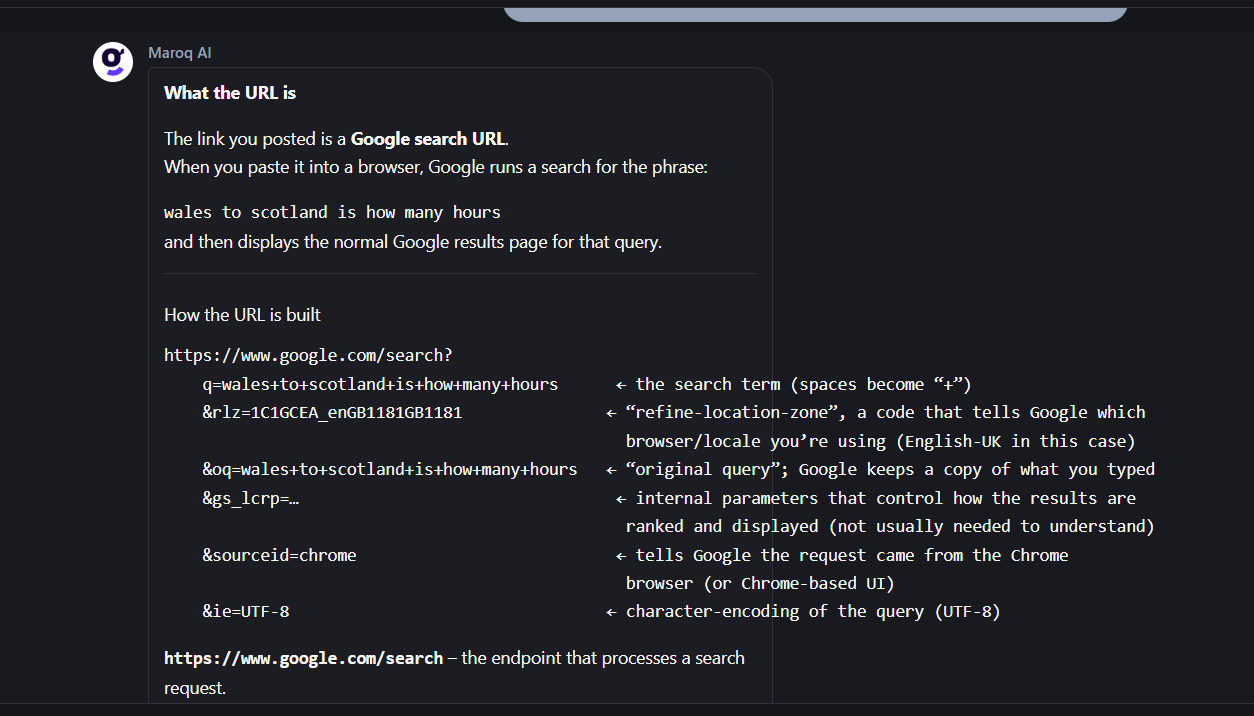 Maroq AI
What the URL is
The link you posted is a Google search URL.
When you paste it into a browser, Google runs a search for the phrase:
wales to scotland is how many hours
and then displays the normal Google results page for that query.
How the URL is built
https://www.google.com/search?
q=wales+to+scotland+is+how+many+hours ← the search term (spaces become “+”)
&rlz=1C1GCEA_enGB1181GB1181 ← “refine-location-zone”, a code that tells Google which
browser/locale you’re using (English-UK in this case)
&oq=wales+to+scotland+is+how+many+hours ← “original query”; Google keeps a copy of what you typed
&gs_lcrp=… ← internal parameters that control how the results are
ranked and displayed (not usually needed to understand)
&sourceid=chrome ← tells Google the request came from the Chrome
browser (or Chrome-based UI)
&ie=UTF-8 ← character-encoding of the query (UTF-8)
https://www.google.com/search – the endpoint that processes a search
request.